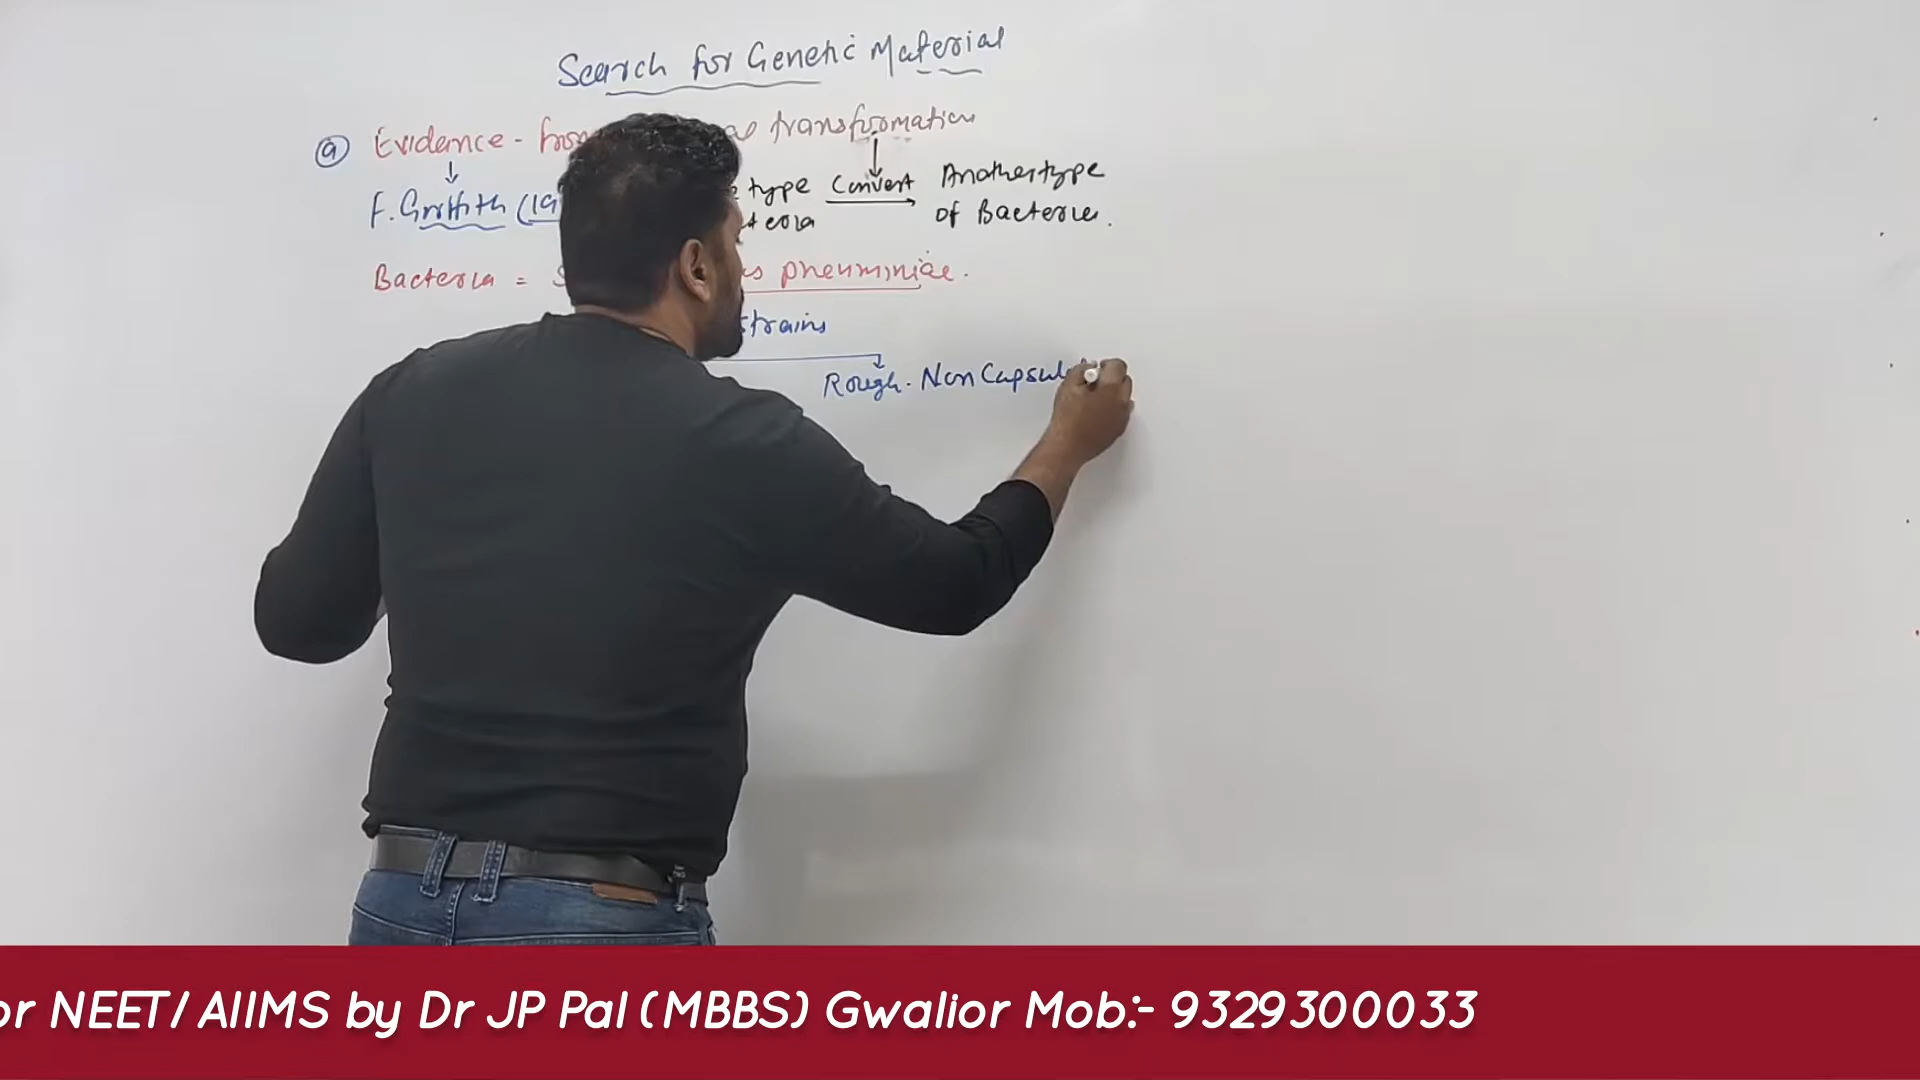 Search for Genetic Material
(a) Evidence - from transformation
↓ ↓
F. Griffith (19 type Convert Another type
of Bacteria.
Bacteria = S pneuminiae.
strains
Rough. Non Capsul
or NEET/ AIIMS by Dr JP Pal (MBBS) Gwalior Mob:- 9329300033